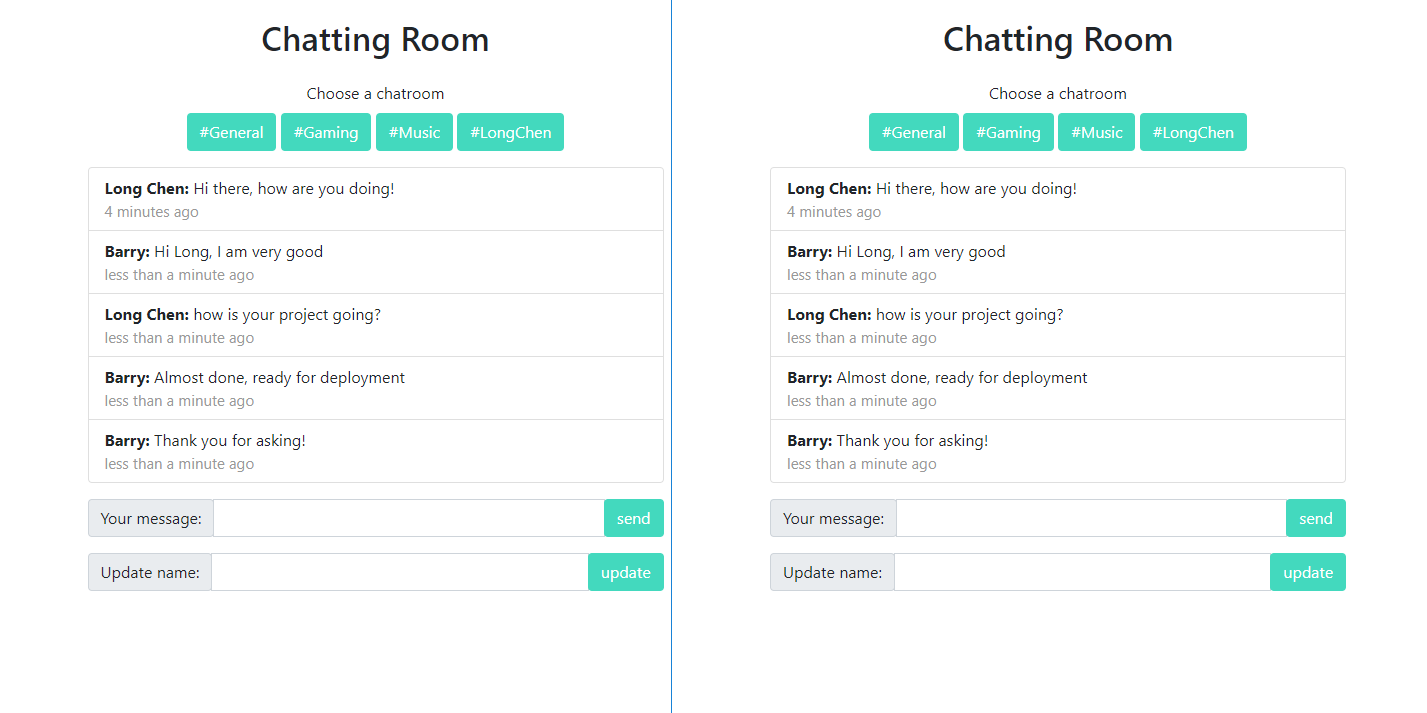 Chatting Room
Choose a chatroom
#General #Gaming #Music #LongChen
Long Chen: Hi there, how are you doing!
4 minutes ago
Barry: Hi Long, I am very good
less than a minute ago
Long Chen: how is your project going?
less than a minute ago
Barry: Almost done, ready for deployment
less than a minute ago
Barry: Thank you for asking!
less than a minute ago
Your message: send
Update name: update
Chatting Room
Choose a chatroom
#General #Gaming #Music #LongChen
Long Chen: Hi there, how are you doing!
4 minutes ago
Barry: Hi Long, I am very good
less than a minute ago
Long Chen: how is your project going?
less than a minute ago
Barry: Almost done, ready for deployment
less than a minute ago
Barry: Thank you for asking!
less than a minute ago
Your message: send
Update name: update